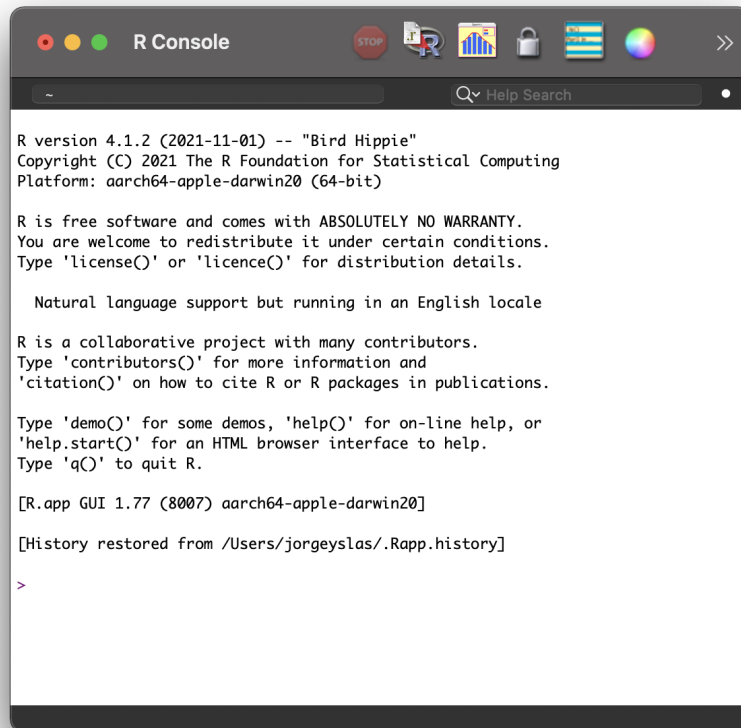 R Console
STOP
~
Help Search
R version 4.1.2 (2021-11-01) -- "Bird Hippie"
Copyright (C) 2021 The R Foundation for Statistical Computing
Platform: aarch64-apple-darwin20 (64-bit)
R is free software and comes with ABSOLUTELY NO WARRANTY.
You are welcome to redistribute it under certain conditions.
Type 'license()' or 'licence()' for distribution details.
Natural language support but running in an English locale
R is a collaborative project with many contributors.
Type 'contributors()' for more information and
'citation()' on how to cite R or R packages in publications.
Type 'demo()' for some demos, 'help()' for on-line help, or
'help.start()' for an HTML browser interface to help.
Type 'q()' to quit R.
[R.app GUI 1.77 (8007) aarch64-apple-darwin20]
[History restored from /Users/jorgeyslas/.Rapp.history]
>